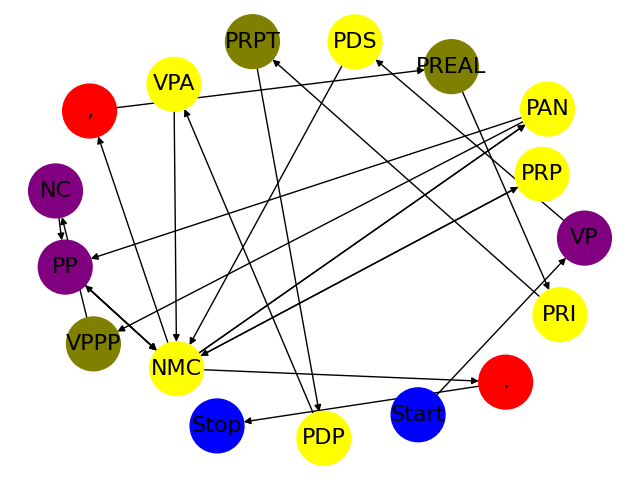 PRPT
PDS
PREAL
VPA
,
PAN
PRP
NC
VP
PP
PRI
VPPP
NMC
.
Start
Stop
PDP